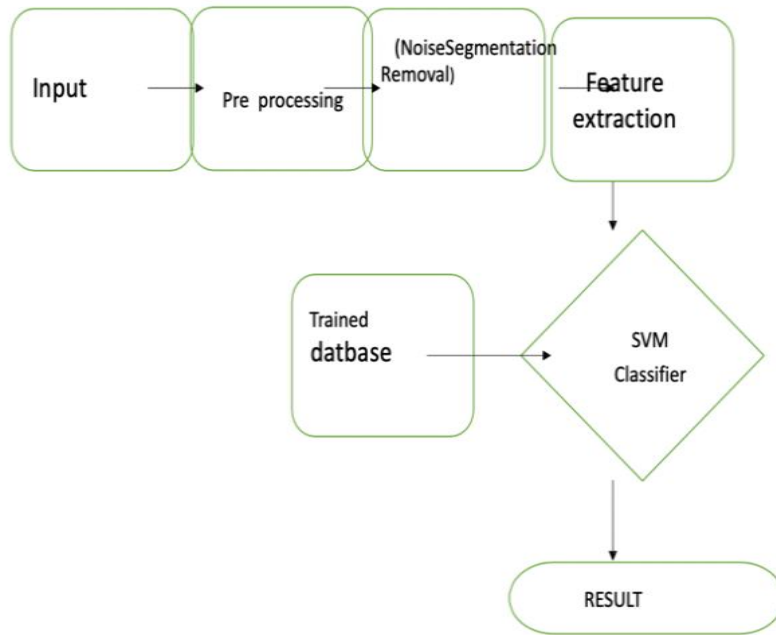 Input
Pre processing
(NoiseSegmentation
Removal)
Feature
extraction
Trained
datbase
SVM
Classifier
RESULT